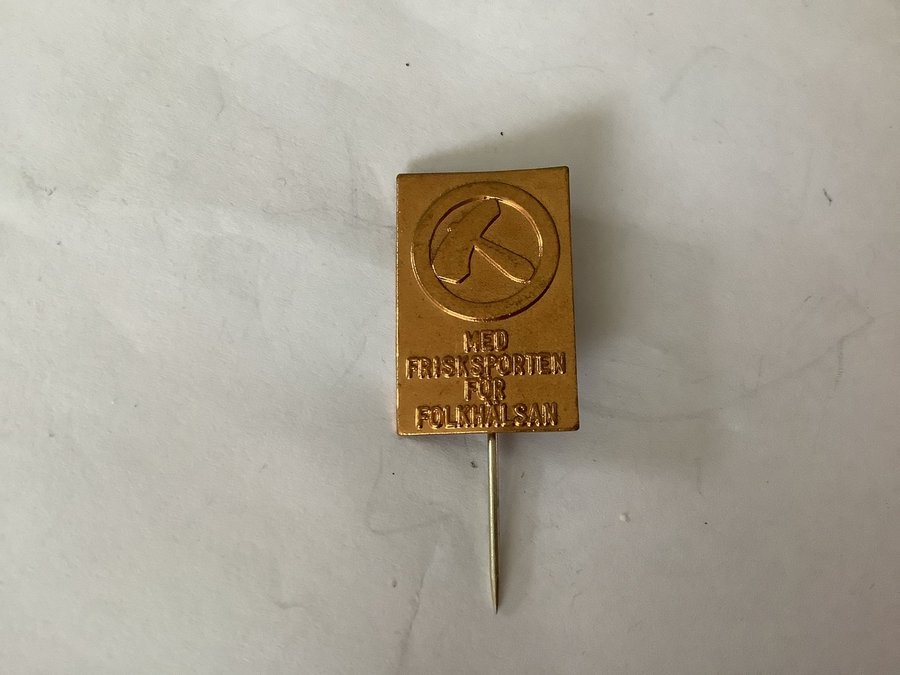 MED
FRISKSPORTEN
FÖR
FOLKHÄLSAN